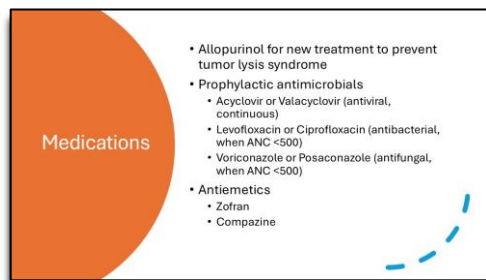 Medications
• Allopurinol for new treatment to prevent
tumor lysis syndrome
• Prophylactic antimicrobials
• Acyclovir or Valacyclovir (antiviral,
continuous)
• Levofloxacin or Ciprofloxacin (antibacterial,
when ANC <500)
• Voriconazole or Posaconazole (antifungal,
when ANC <500)
• Antiemetics
• Zofran
• Compazine